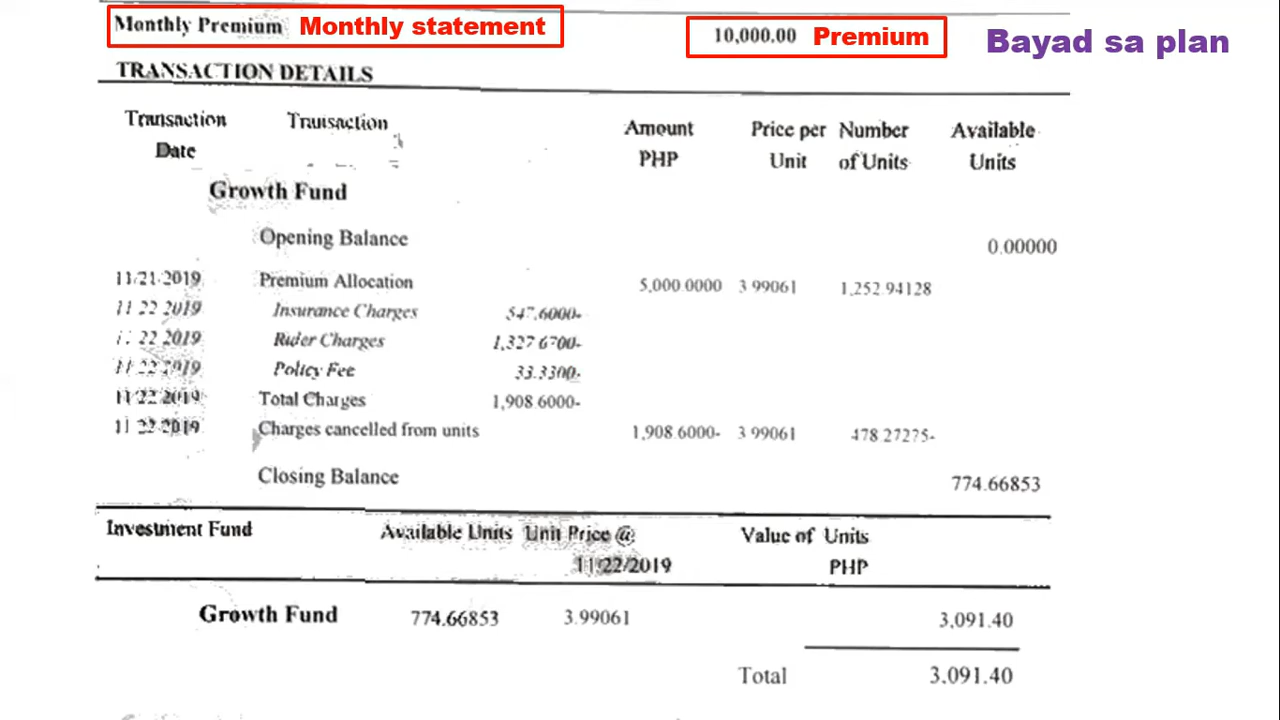 Monthly Premium Monthly statement 10,000.00 Premium Bayad sa plan
TRANSACTION DETAILS
Transaction Transaction Amount Price per Number Available
Date PHP Unit of Units Units
Growth Fund
Opening Balance 0.00000
11/21/2019 Premium Allocation 5,000.0000 3.99061 1,252.94128
11 22 2019 Insurance Charges 547.6000-
22 2019 Rider Charges 1,327.6700-
11 22 2019 Policy Fee 33.3300-
11 22 2019 Total Charges 1,908.6000-
11 22 2019 Charges cancelled from units 1,908.6000- 3.99061 478.27275-
Closing Balance 774.66853
Investment Fund Available Units Unit Price @ Value of Units
11/22/2019 PHP
Growth Fund 774.66853 3.99061 3,091.40
Total 3,091.40